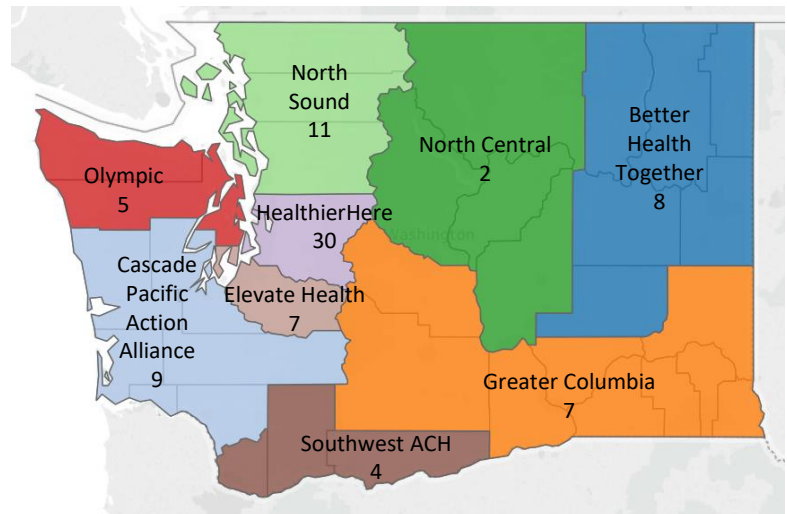 North
Sound
11
North Central
2
Better
Health
Together
8
Olympic
5
HealthierHere
30
Washington
Cascade
Pacific
Action
Alliance
9
Elevate Health
7
Greater Columbia
7
Southwest ACH
4